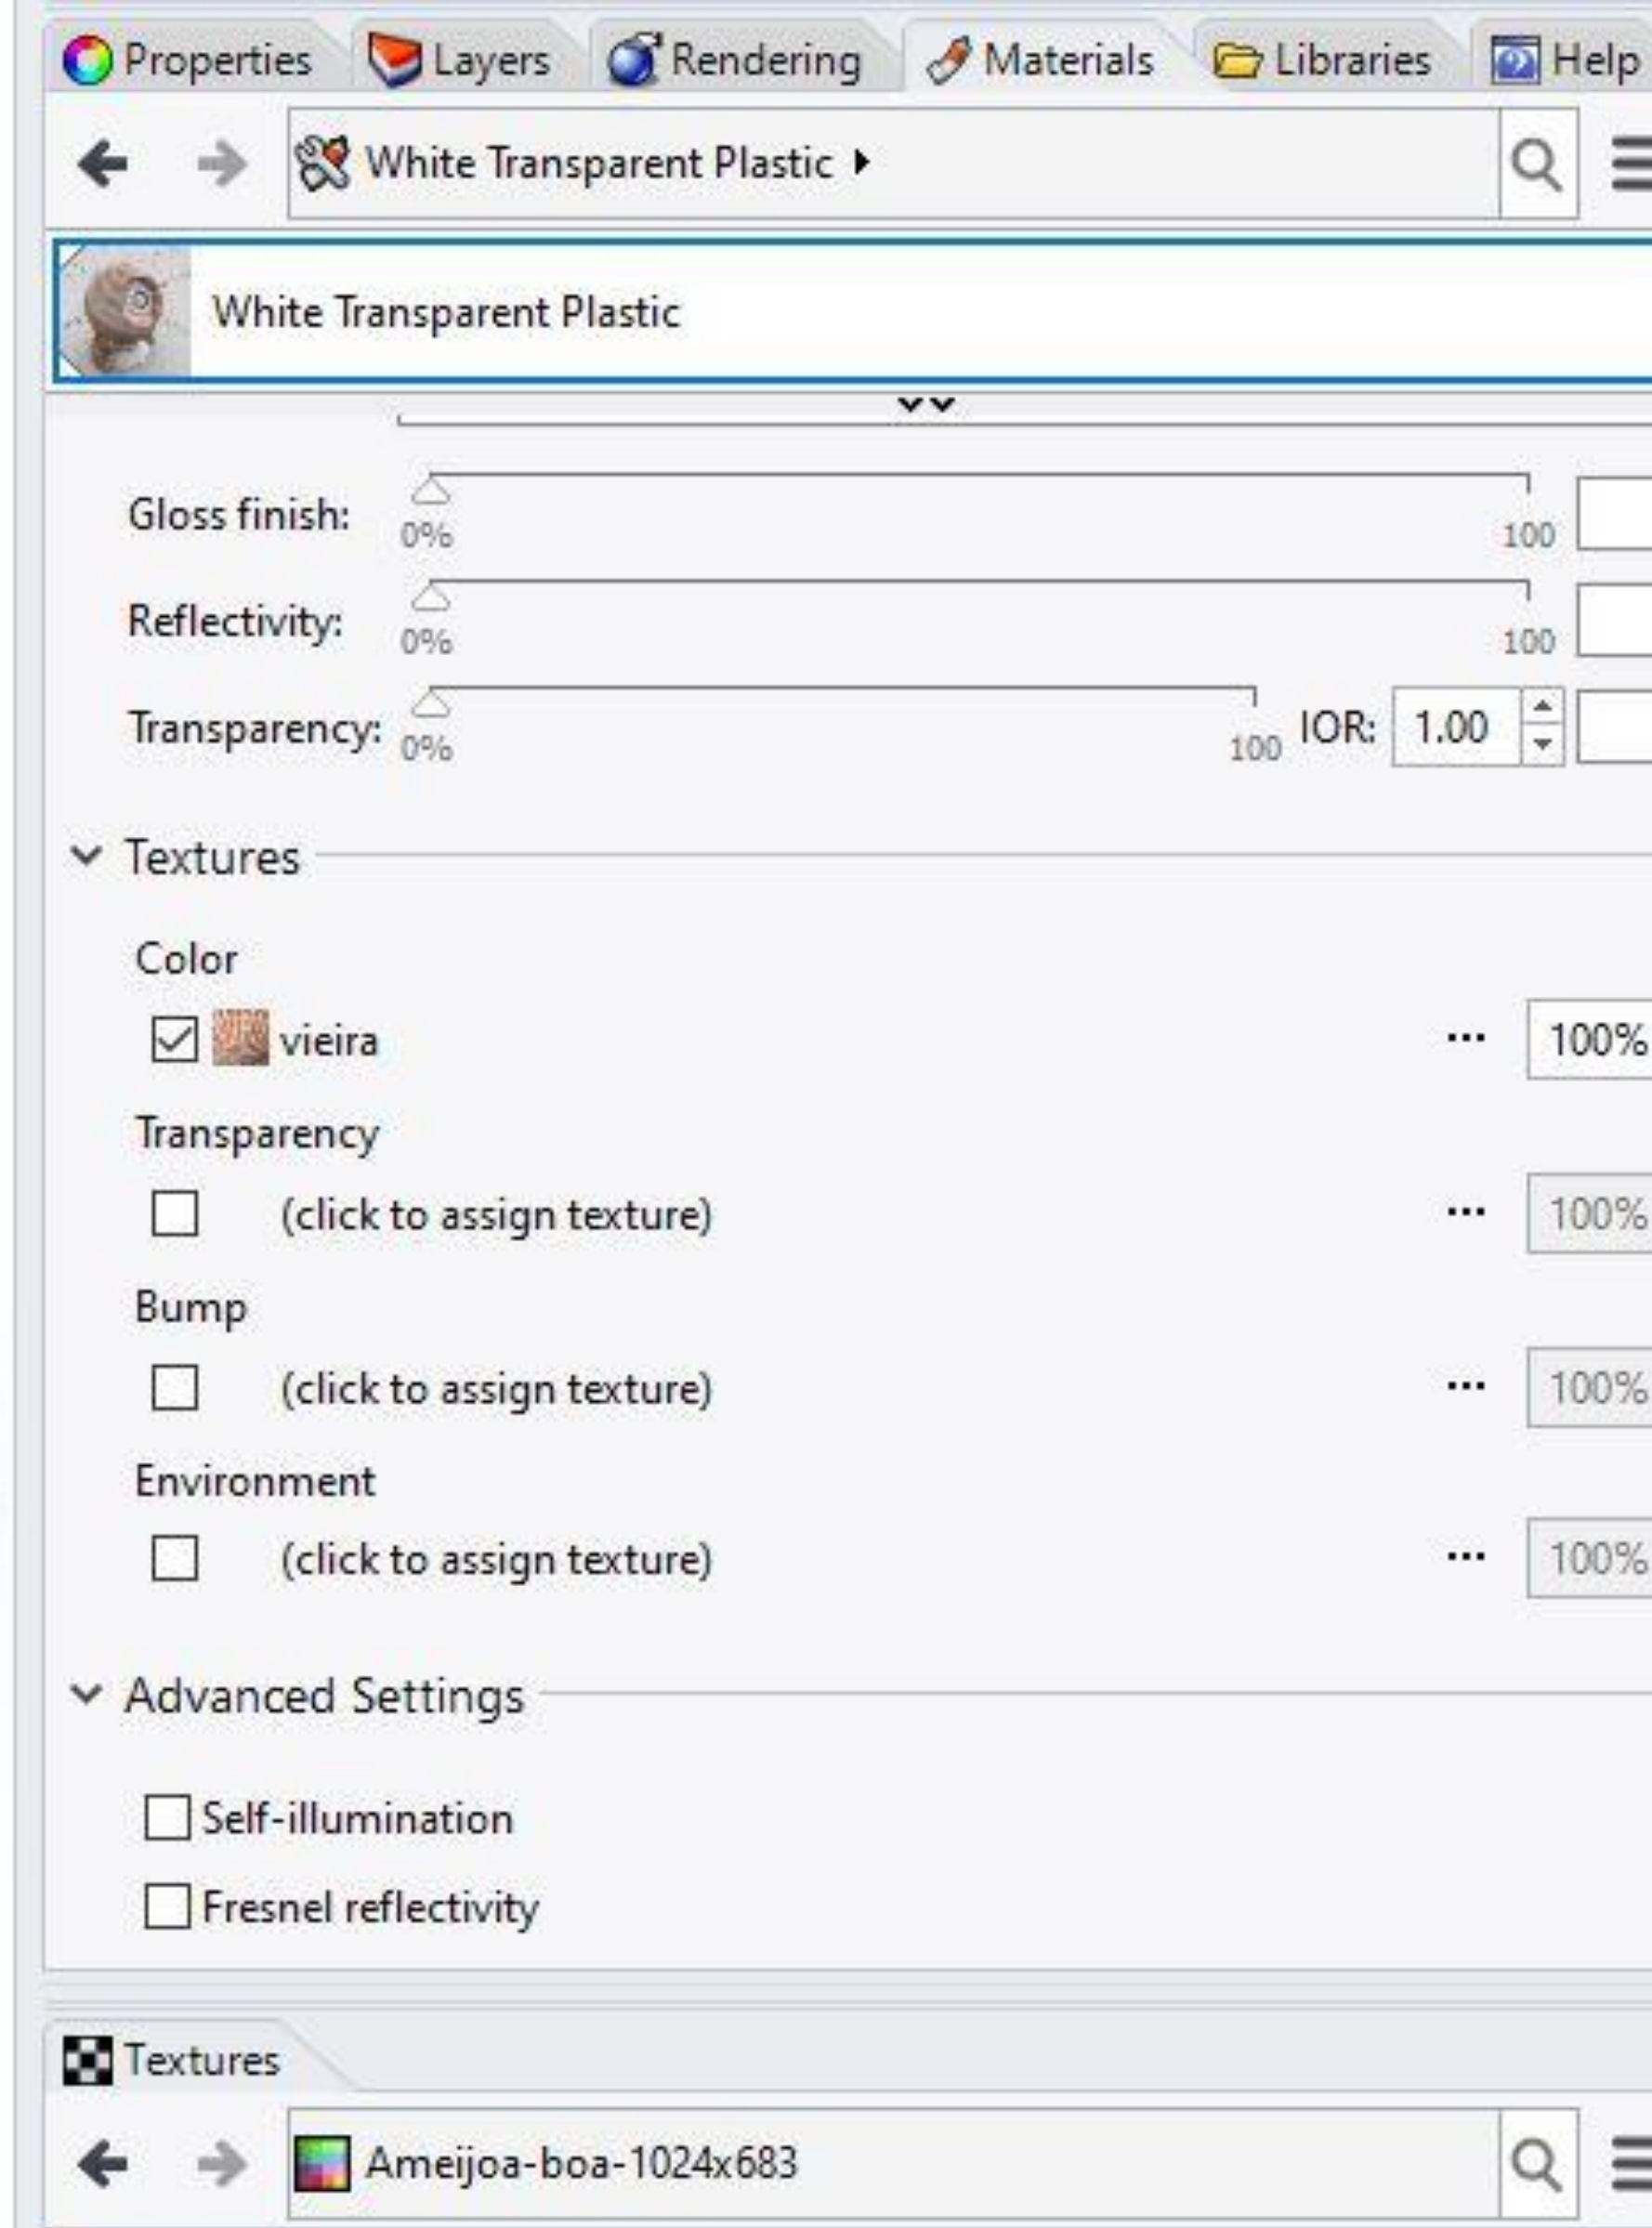 Properties Layers Rendering Materials Libraries Help
White Transparent Plastic
White Transparent Plastic
Gloss finish: 0% 100
Reflectivity: 0% 100
Transparency: 0% 100 IOR: 1.00
Textures
Color
vieira ... 100%
Transparency
(click to assign texture) ... 100%
Bump
(click to assign texture) ... 100%
Environment
(click to assign texture) ... 100%
Advanced Settings
Self-illumination
Fresnel reflectivity
Textures
Ameijoa-boa-1024x683